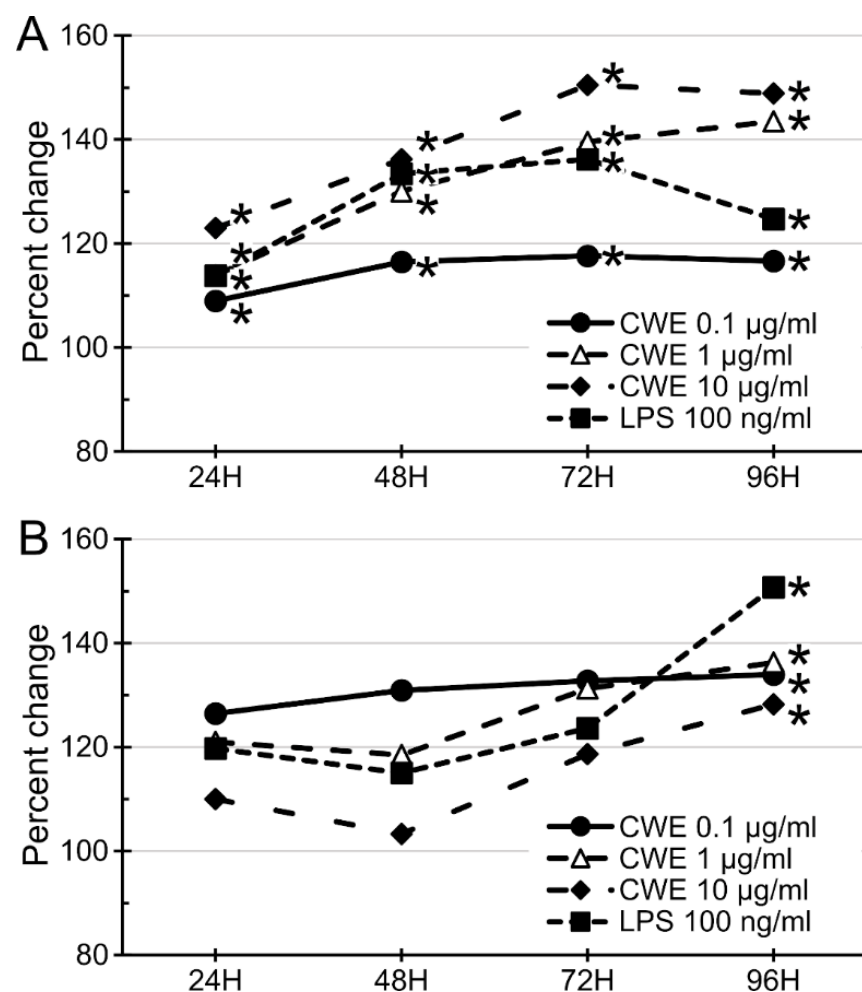 A
160
140
120
100
80
Percent change
* * * *
* * * *
* * * *
* * * *
CWE 0.1 µg/ml
CWE 1 µg/ml
CWE 10 µg/ml
LPS 100 ng/ml
24H 48H 72H 96H
B
160
140
120
100
80
Percent change
*
*
*
*
CWE 0.1 µg/ml
CWE 1 µg/ml
CWE 10 µg/ml
LPS 100 ng/ml
24H 48H 72H 96H